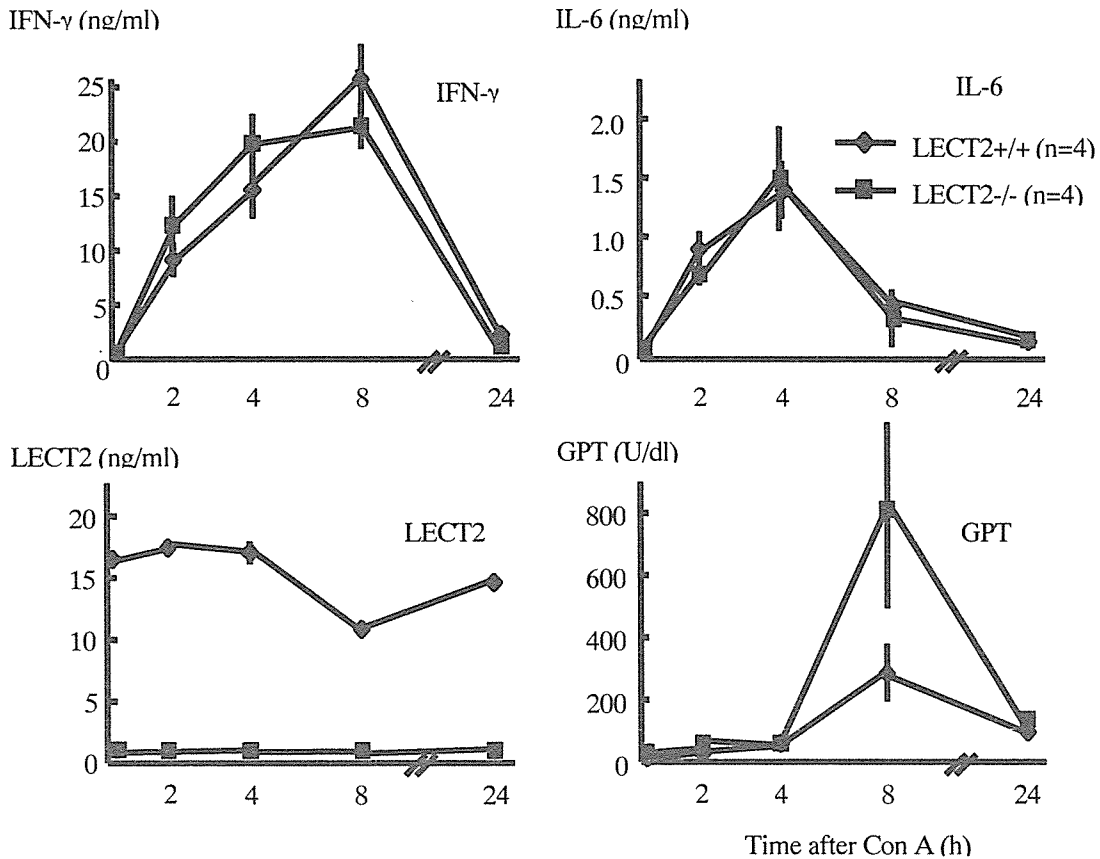 IFN-γ (ng/ml)
25
20
15
10
5
0
IFN-γ
2 4 8 24
IL-6 (ng/ml)
2.0
1.5
1.0
0.5
0
IL-6
LECT2+/+ (n=4)
LECT2-/- (n=4)
2 4 8 24
LECT2 (ng/ml)
20
15
10
5
0
LECT2
2 4 8 24
GPT (U/dl)
800
600
400
200
0
GPT
2 4 8 24
Time after Con A (h)